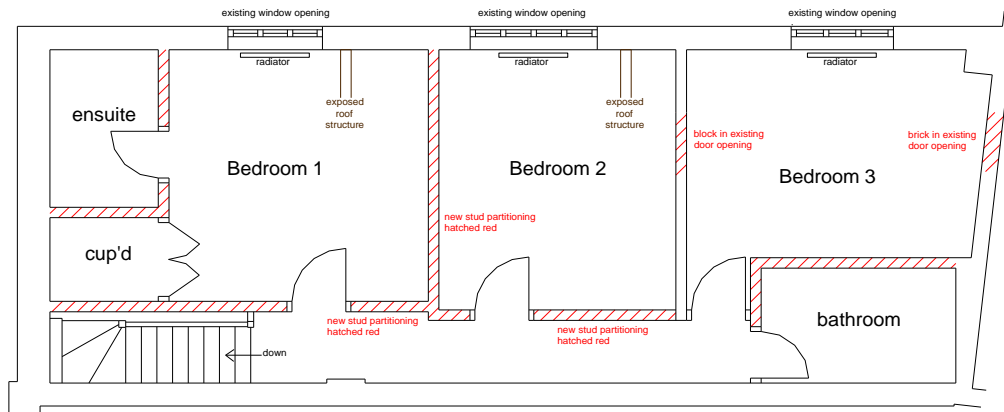 existing window opening
existing window opening
existing window opening
radiator
radiator
ensuite
exposed
roof
structure
exposed
roof
structure
block in existing
door opening
brick in existing
door opening
Bedroom 1
Bedroom 2
Bedroom 3
new stud partitioning
hatched red
cup'd
new stud partitioning
hatched red
new stud partitioning
hatched red
bathroom
down